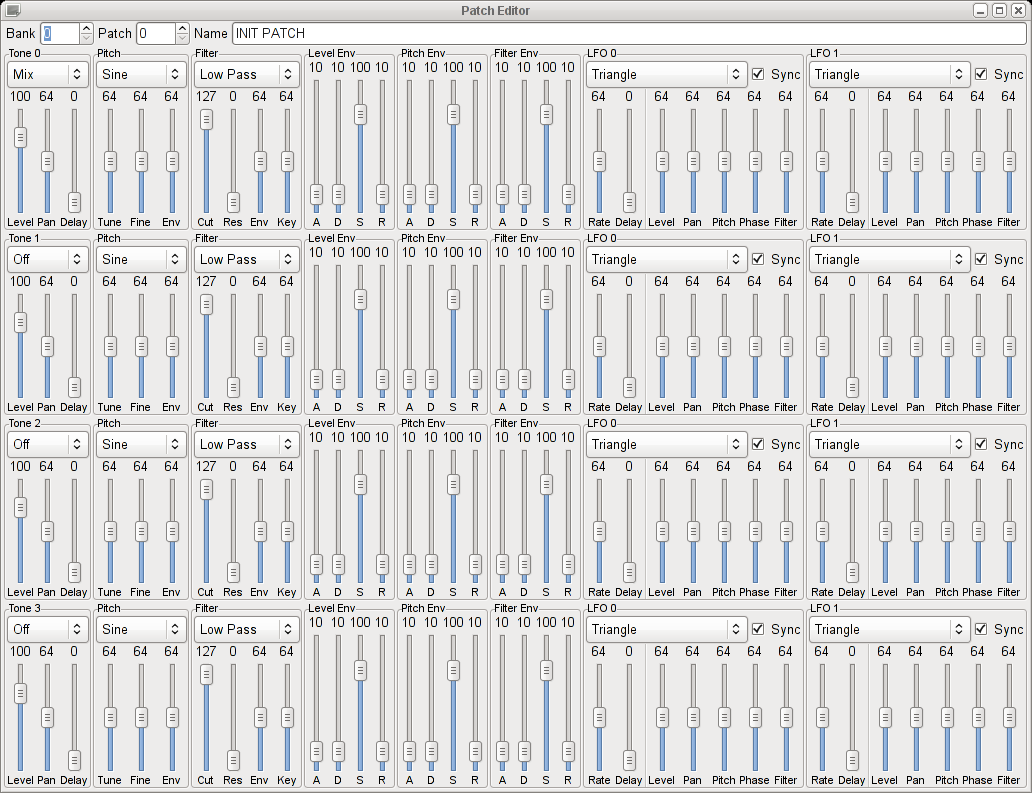 Patch Editor
Bank 0 Patch 0 Name INIT PATCH
Tone 0 Pitch Filter Level Env Pitch Env Filter Env LFO 0 LFO 1
10 10 100 10 10 10 100 10 10 10 100 10
Mix Sine Low Pass Triangle Sync Triangle Sync
100 64 0 64 64 64 127 0 64 64 64 0 64 64 64 64 64 64 0 64 64 64 64 64
Level Pan Delay Tune Fine Env Cut Res Env Key A D S R A D S R A D S R Rate Delay Level Pan Pitch Phase Filter Rate Delay Level Pan Pitch Phase Filter
Tone 1 Pitch Filter Level Env Pitch Env Filter Env LFO 0 LFO 1
10 10 100 10 10 10 100 10 10 10 100 10
Off Sine Low Pass Triangle Sync Triangle Sync
100 64 0 64 64 64 127 0 64 64 64 0 64 64 64 64 64 64 0 64 64 64 64 64
Level Pan Delay Tune Fine Env Cut Res Env Key A D S R A D S R A D S R Rate Delay Level Pan Pitch Phase Filter Rate Delay Level Pan Pitch Phase Filter
Tone 2 Pitch Filter Level Env Pitch Env Filter Env LFO 0 LFO 1
10 10 100 10 10 10 100 10 10 10 100 10
Off Sine Low Pass Triangle Sync Triangle Sync
100 64 0 64 64 64 127 0 64 64 64 0 64 64 64 64 64 64 0 64 64 64 64 64
Level Pan Delay Tune Fine Env Cut Res Env Key A D S R A D S R A D S R Rate Delay Level Pan Pitch Phase Filter Rate Delay Level Pan Pitch Phase Filter
Tone 3 Pitch Filter Level Env Pitch Env Filter Env LFO 0 LFO 1
10 10 100 10 10 10 100 10 10 10 100 10
Off Sine Low Pass Triangle Sync Triangle Sync
100 64 0 64 64 64 127 0 64 64 64 0 64 64 64 64 64 64 0 64 64 64 64 64
Level Pan Delay Tune Fine Env Cut Res Env Key A D S R A D S R A D S R Rate Delay Level Pan Pitch Phase Filter Rate Delay Level Pan Pitch Phase Filter